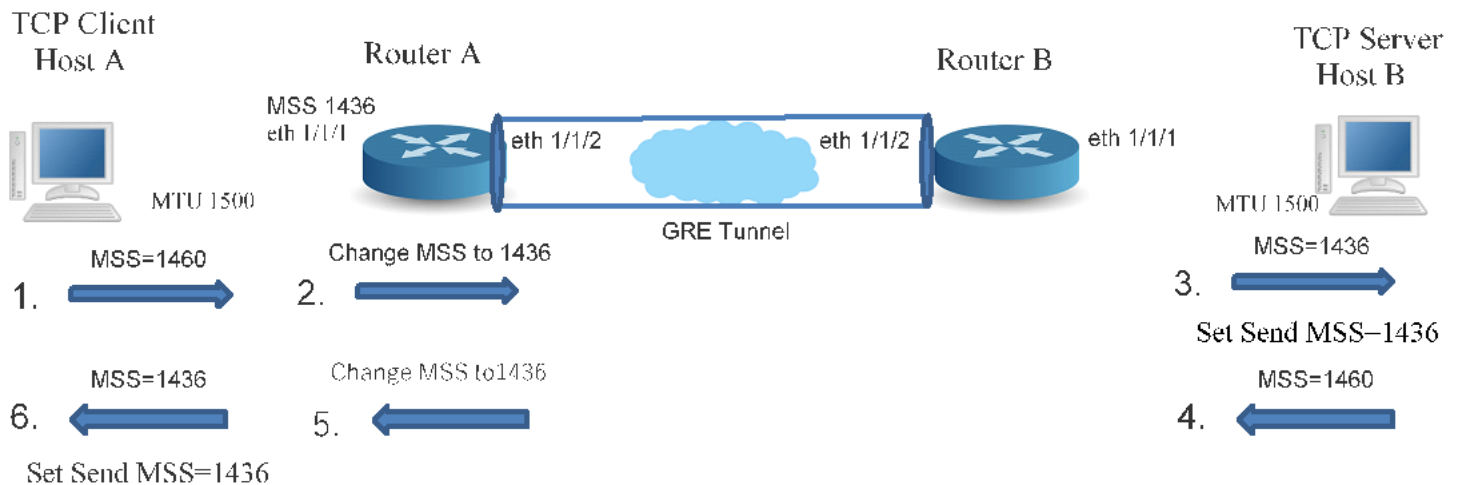 TCP Client
Host A
Router A
Router B
TCP Server
Host B
MSS 1436
eth 1/1/1
eth 1/1/2
eth 1/1/2
eth 1/1/1
MTU 1500
MTU 1500
GRE Tunnel
MSS=1460
Change MSS to 1436
MSS=1436
1.
2.
3.
Set Send MSS=1436
MSS=1436
Change MSS to1436
MSS=1460
6.
5.
4.
Set Send MSS=1436